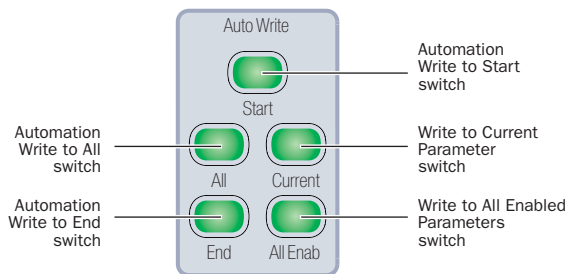 Auto Write
Automation
Write to Start
switch
Start
Automation
Write to All
switch
Write to Current
Parameter
switch
All
Current
Automation
Write to End
switch
Write to All Enabled
Parameters
switch
End
All Enab